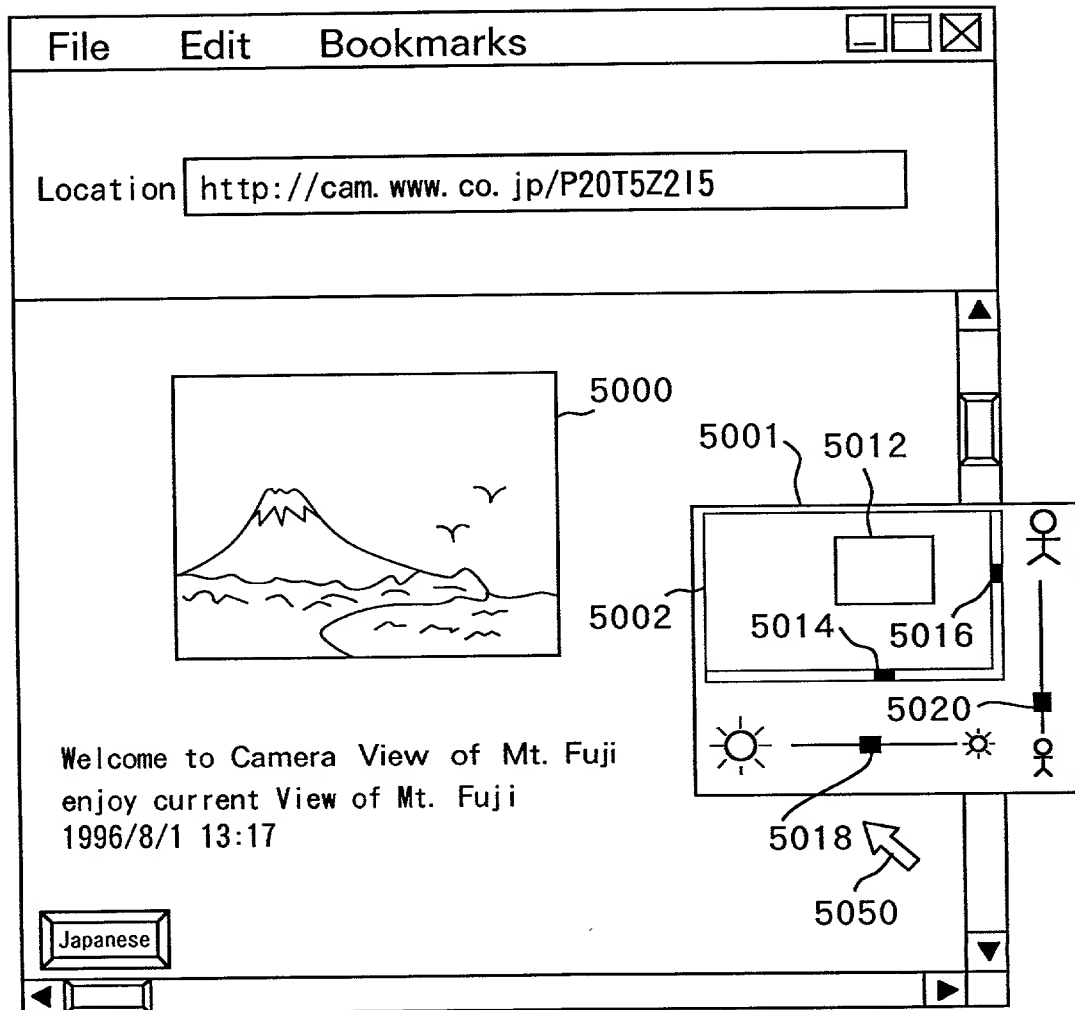 File Edit Bookmarks
Location http://cam.www.co.jp/P20T5Z2I5
5000
5001 5012
5002 5014 5016
5020
Welcome to Camera View of Mt. Fuji
enjoy current View of Mt. Fuji
1996/8/1 13:17
5018
5050
Japanese